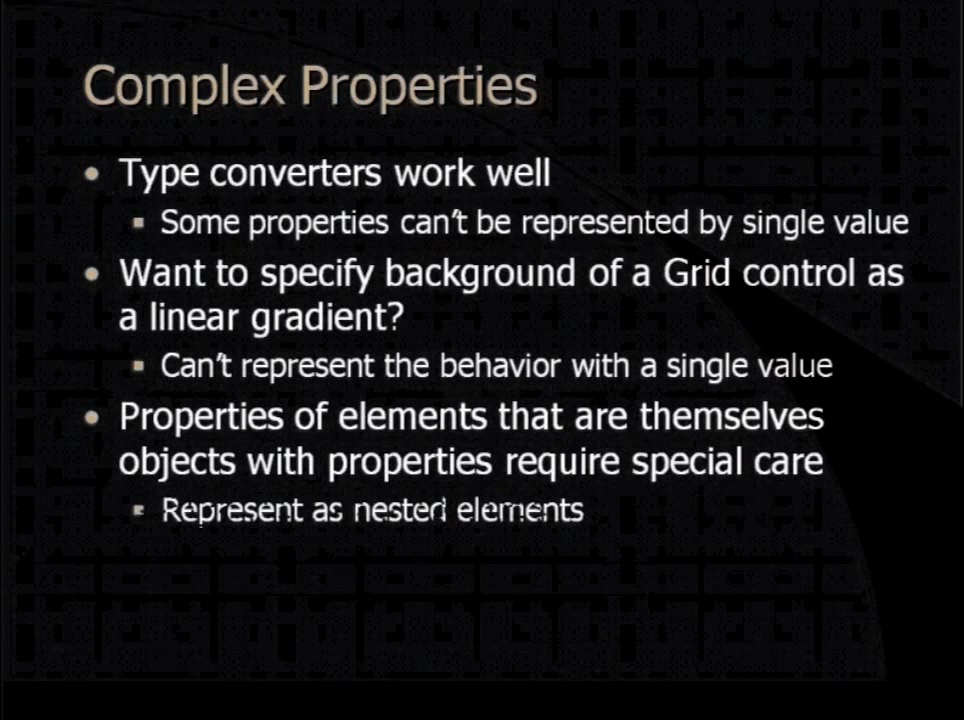 Complex Properties
• Type converters work well
▪ Some properties can't be represented by single value
• Want to specify background of a Grid control as
a linear gradient?
▪ Can't represent the behavior with a single value
• Properties of elements that are themselves
objects with properties require special care
▪ Represent as nested elements